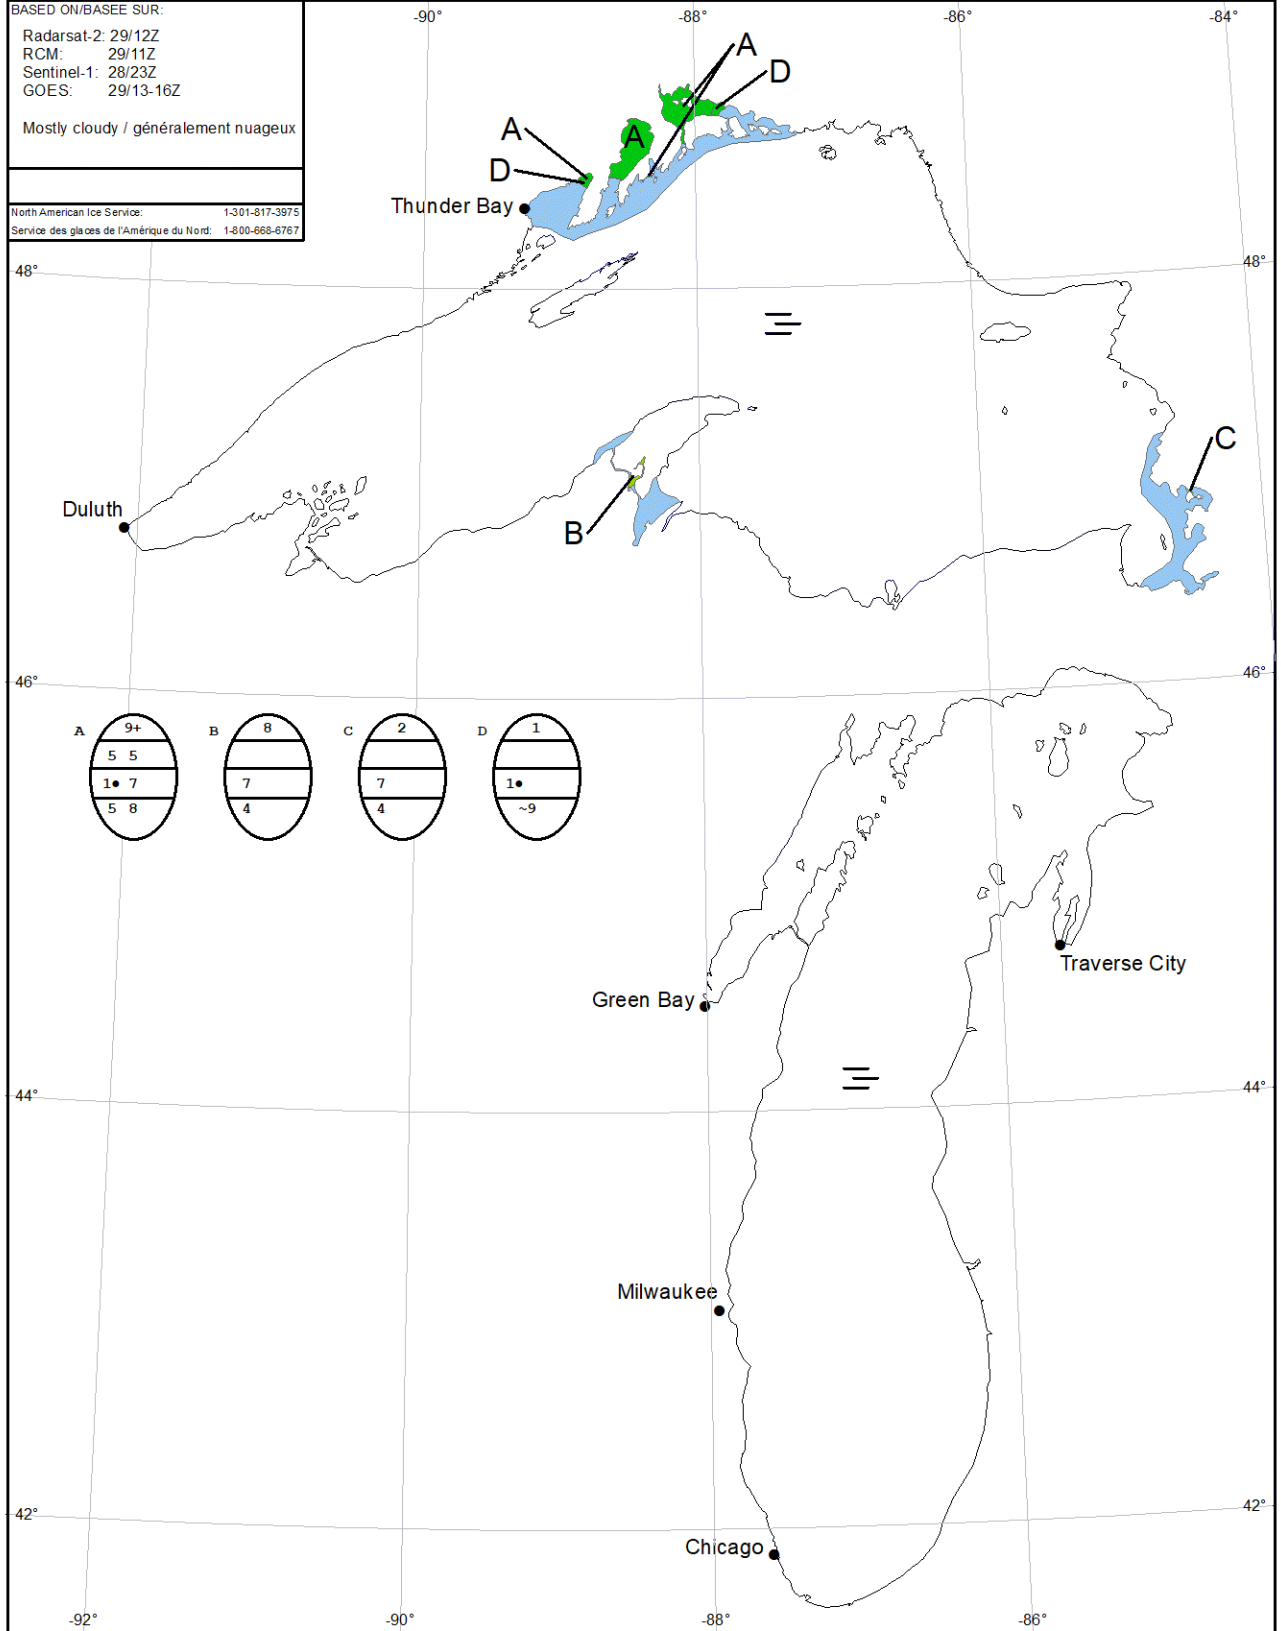 BASED ON/BASEE SUR:
Radarsat-2: 29/12Z
RCM: 29/11Z
Sentinel-1: 28/23Z
GOES: 29/13-16Z
Mostly cloudy / généralement nuageux
North American Ice Service: 1-301-817-3975
Service des glaces de l'Amérique du Nord: 1-800-668-6767
-90° -88° -86° -84°
A
D
A
A
D
Thunder Bay
48° 48°
C
Duluth
B
46° 46°
A 9+ B 8 C 2 D 1
5 5
1• 7 7 7 1•
5 8 4 4 ~9
Traverse City
Green Bay
44° 44°
Milwaukee
42° 42°
Chicago
-92° -90° -88° -86°